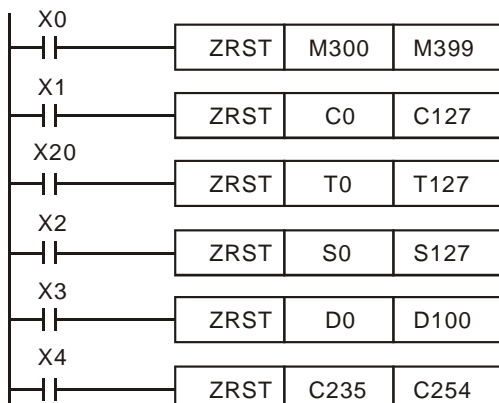 X0
ZRST M300 M399
X1
ZRST C0 C127
X20
ZRST T0 T127
X2
ZRST S0 S127
X3
ZRST D0 D100
X4
ZRST C235 C254